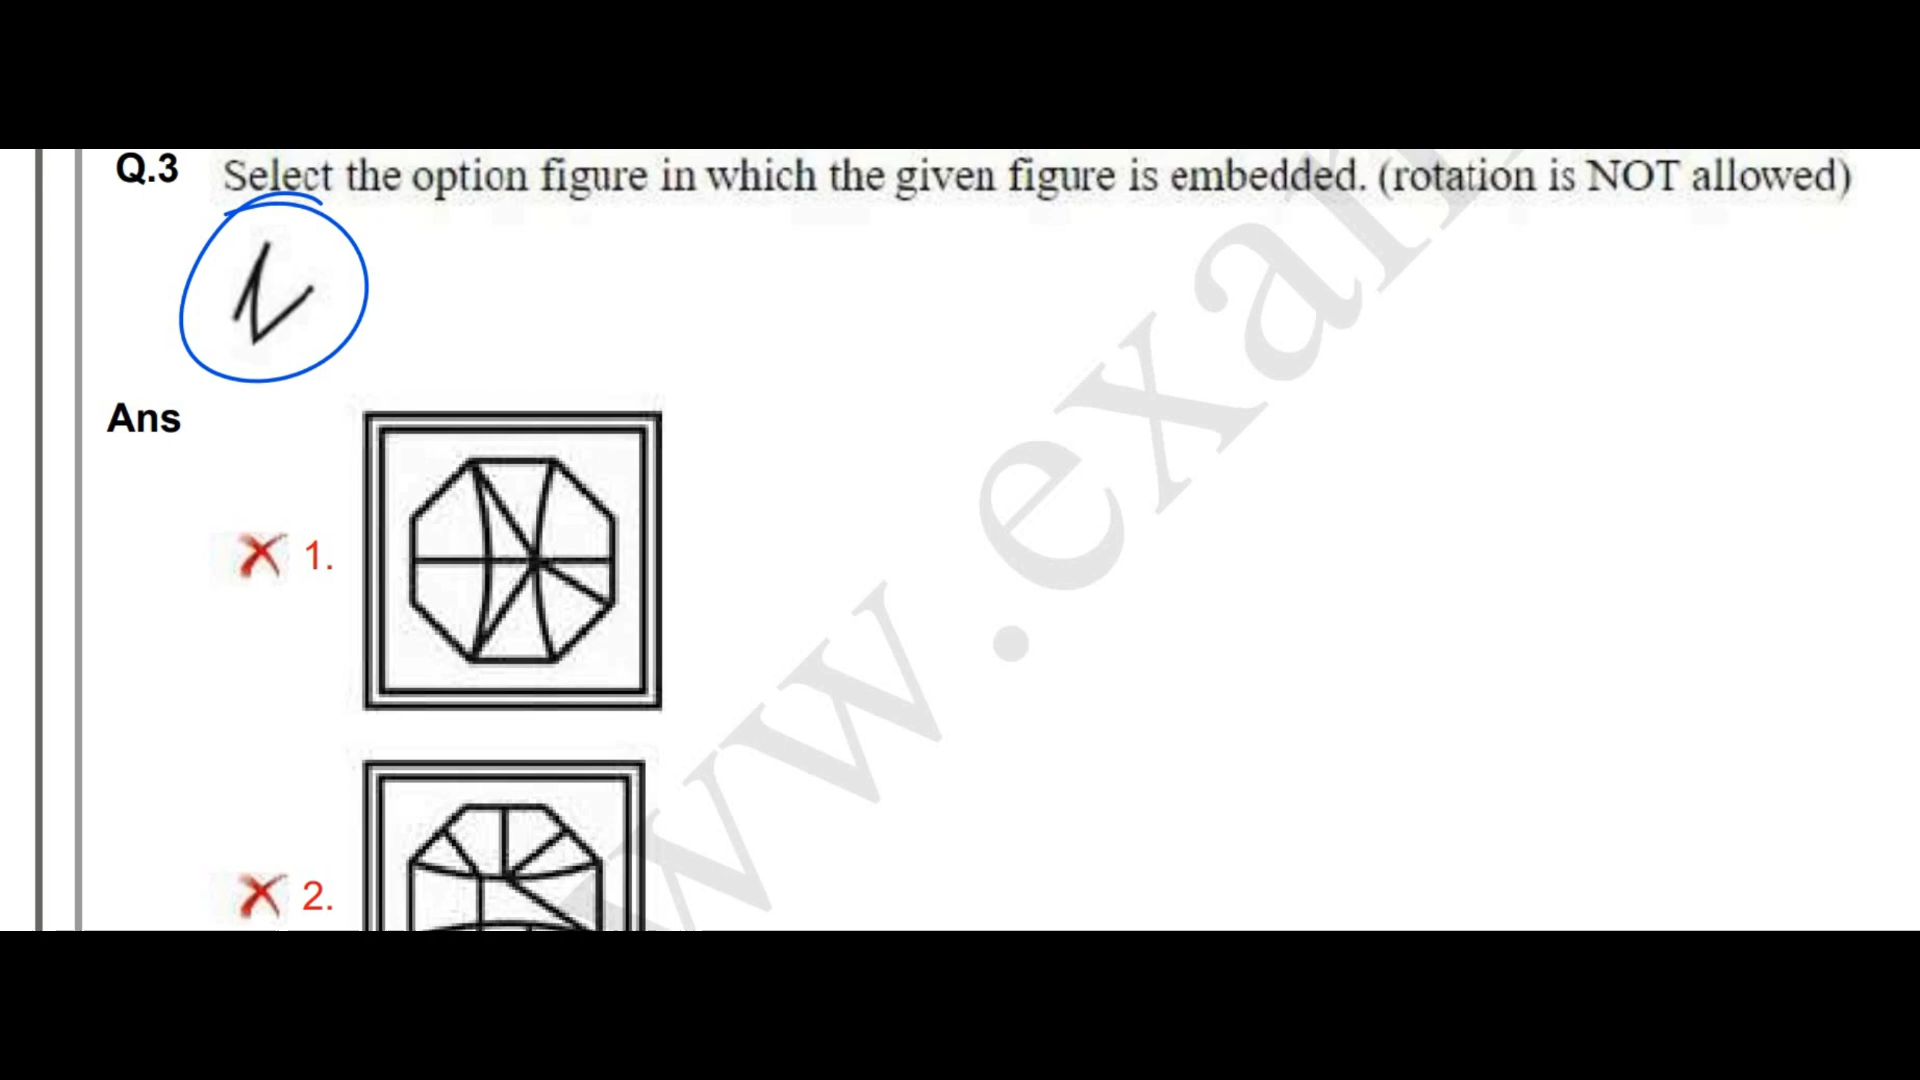 Q.3 Select the option figure in which the given figure is embedded. (rotation is NOT allowed)
Ans
1.
2.